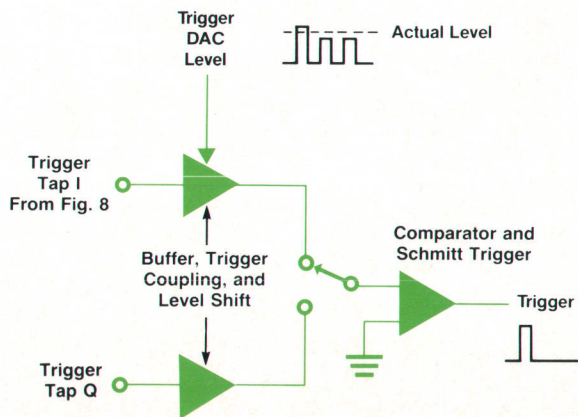 Trigger
DAC
Level
Actual Level
Trigger
Tap I
From Fig. 8
Buffer, Trigger
Coupling, and
Level Shift
Comparator and
Schmitt Trigger
Trigger
Trigger
Tap Q